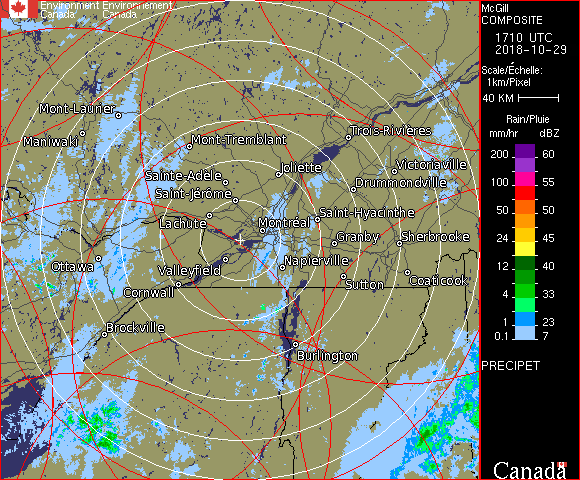 Environment Environnement
Canada Canada
McGill
COMPOSITE
1710 UTC
2018-10-29
Scale/Échelle:
1km/Pixel
40 KM
Rain/Pluie
mm/hr dBZ
200 60
100 55
50 50
24 45
12 40
4 33
1 23
0.1 7
PRECIPET
Canada
Mont-Laurier
Maniwaki
Mont-Tremblant
Trois-Rivières
Joliette
Victoriaville
Sainte-Adèle
Drummondville
Saint-Jérôme
Lachute
Saint-Hyacinthe
Montréal
Granby
Sherbrooke
Ottawa
Valleyfield
Napierville
Cornwall
Sutton
Coaticook
Brockville
Burlington